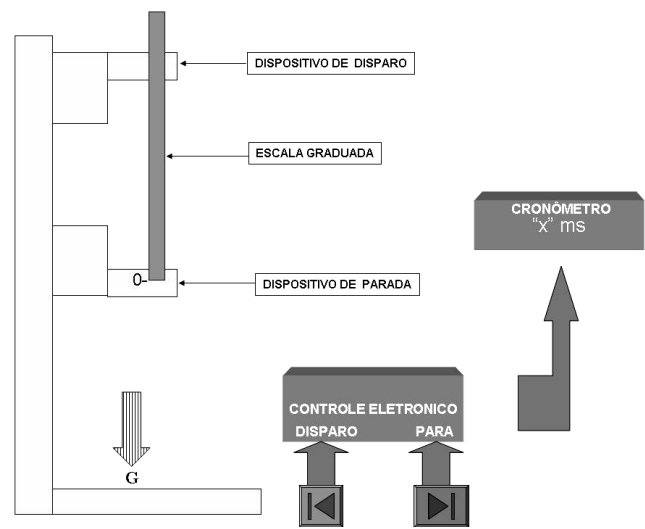 DISPOSITIVO DE DISPARO
ESCALA GRADUADA
CRONÔMETRO
"x" ms
0-
DISPOSITIVO DE PARADA
CONTROLE ELETRONICO
DISPARO PARA
G